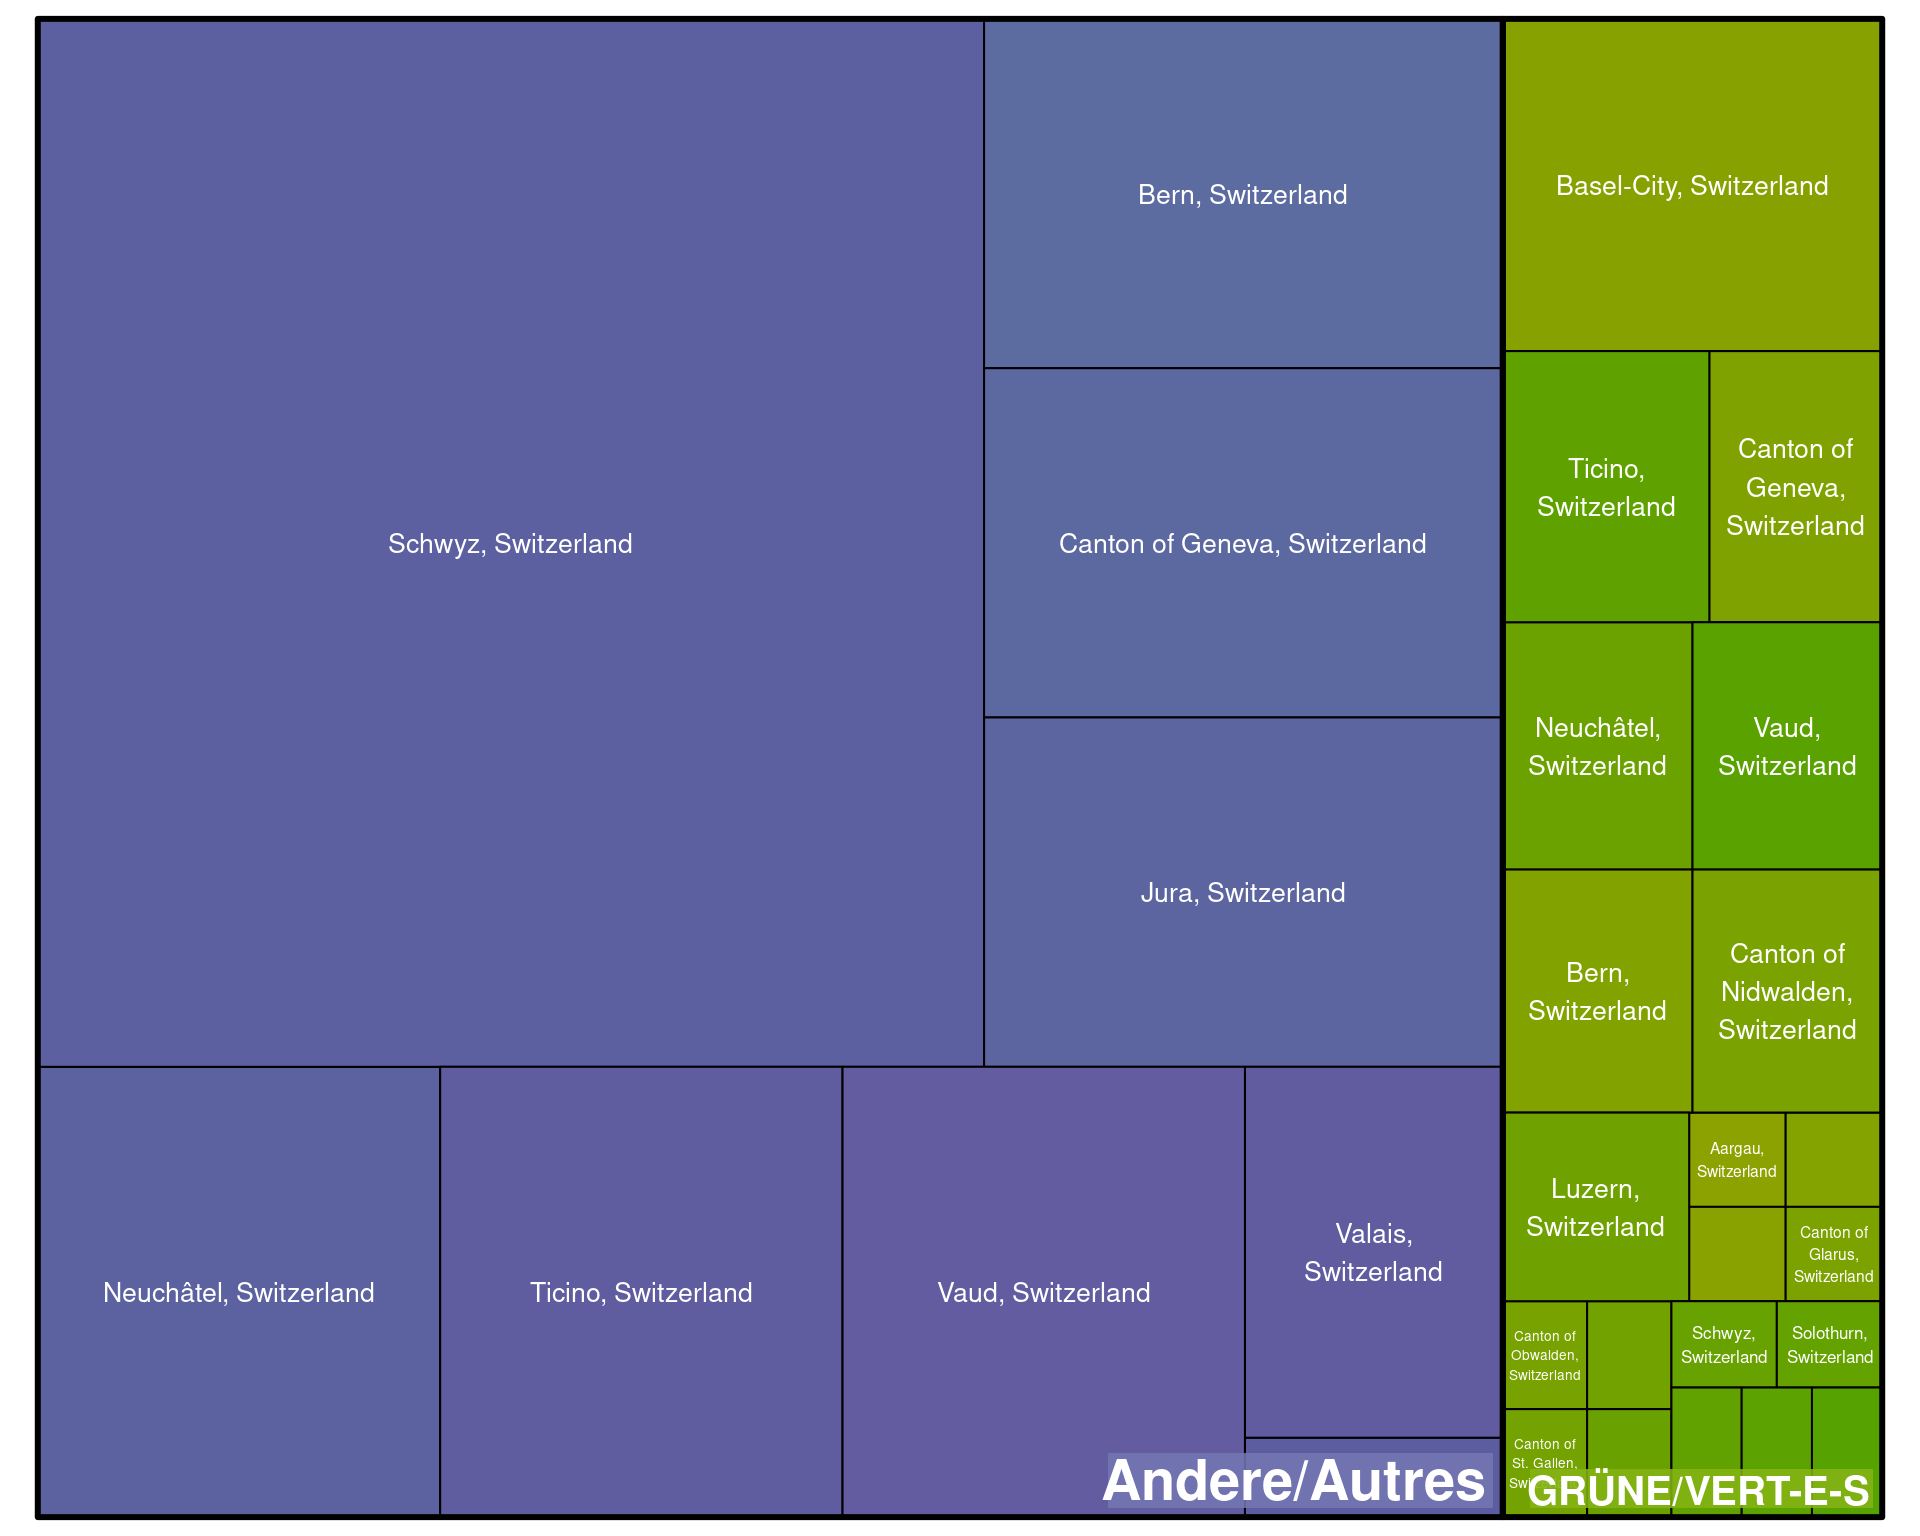 Schwyz, Switzerland
Bern, Switzerland
Canton of Geneva, Switzerland
Jura, Switzerland
Neuchâtel, Switzerland
Ticino, Switzerland
Vaud, Switzerland
Valais,
Switzerland
Andere/Autres
Basel-City, Switzerland
Ticino,
Switzerland
Canton of
Geneva,
Switzerland
Neuchâtel,
Switzerland
Vaud,
Switzerland
Bern,
Switzerland
Canton of
Nidwalden,
Switzerland
Luzern,
Switzerland
Aargau,
Switzerland
Canton of
Glarus,
Switzerland
Canton of
Obwalden,
Switzerland
Schwyz,
Switzerland
Solothurn,
Switzerland
Canton of
St. Gallen,
GRÜNE/VERT-E-S